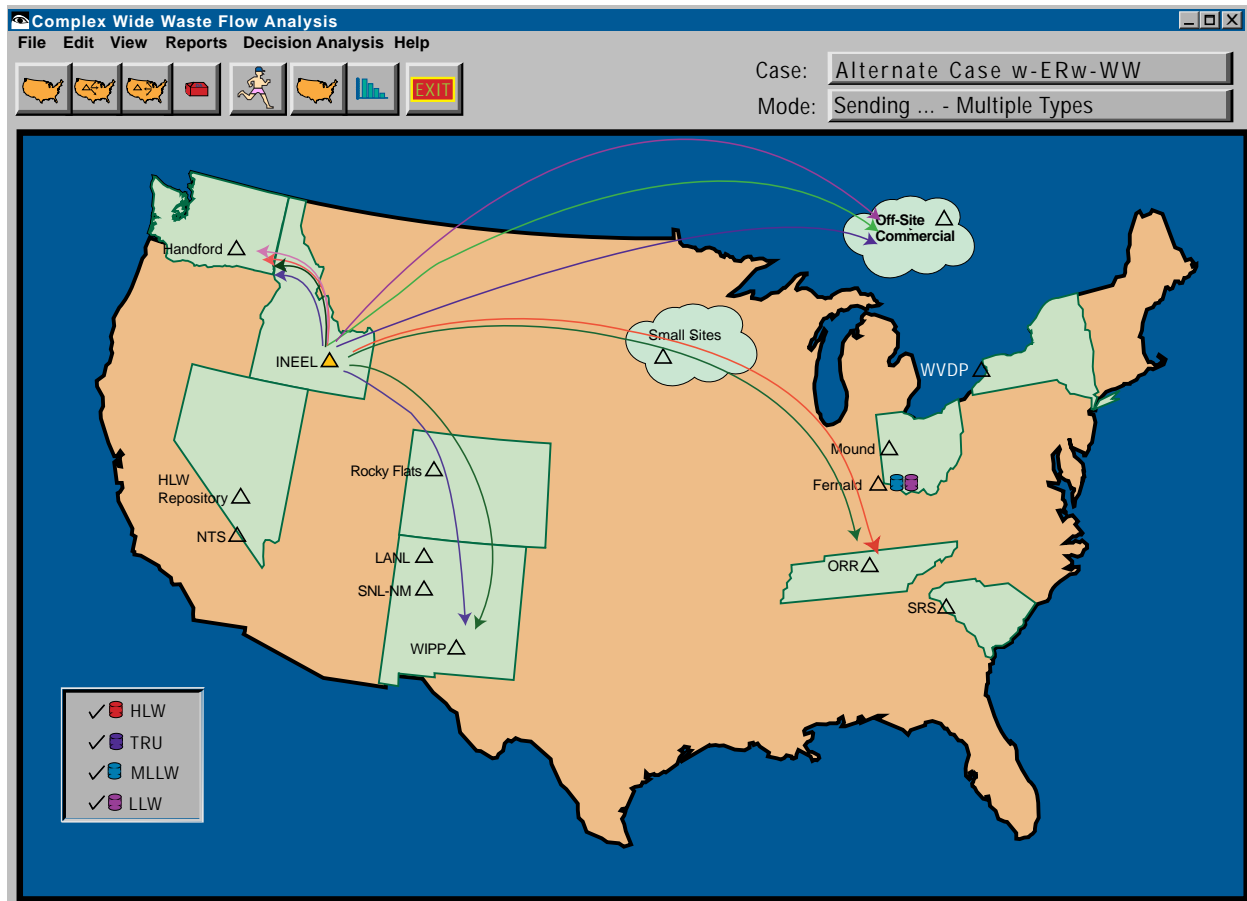 Complex Wide Waste Flow Analysis
File Edit View Reports Decision Analysis Help
EXIT
Case: Alternate Case w-ERw-WW
Mode: Sending ... - Multiple Types
Off-Site
Commercial
Handford
Small Sites
INEEL
WVDP
Mound
Rocky Flats
HLW
Repository
Fernald
NTS
LANL
ORR
SNL-NM
SRS
WIPP
HLW
TRU
MLLW
LLW